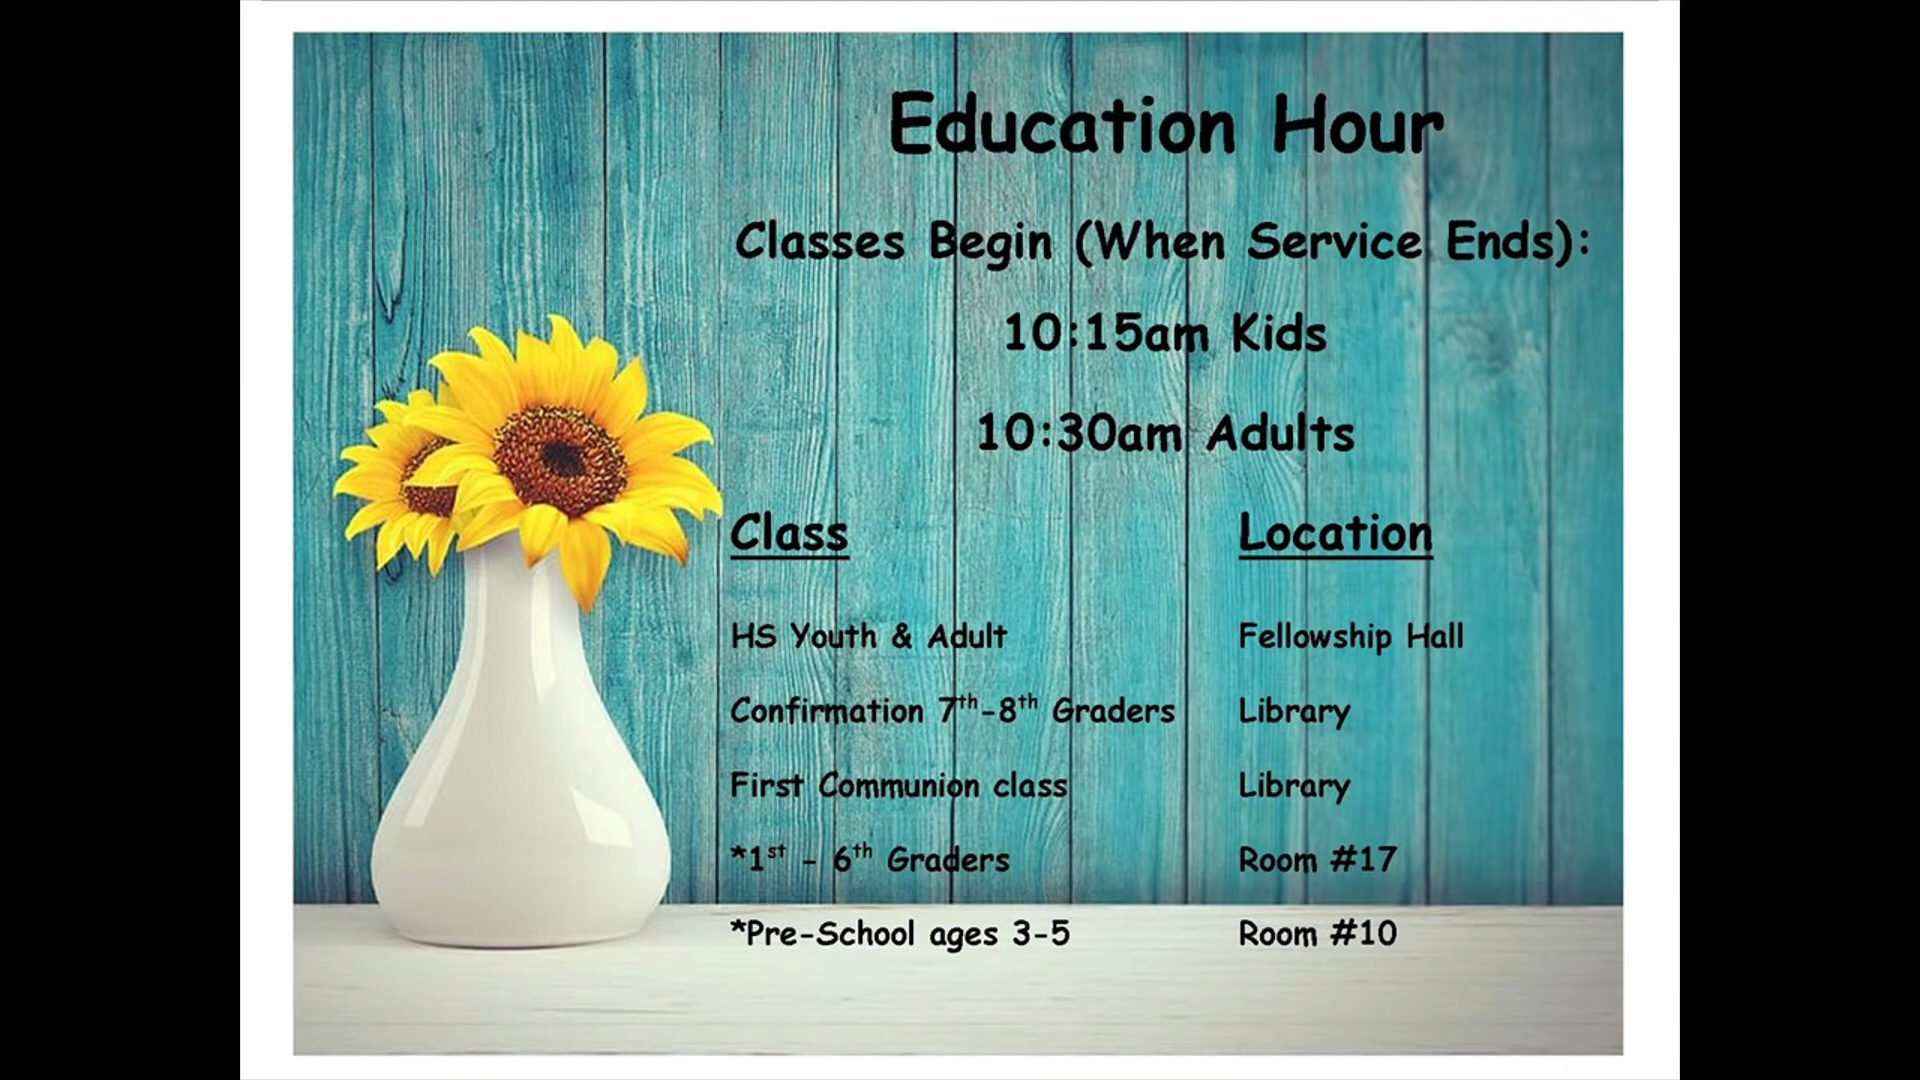 Education Hour
Classes Begin (When Service Ends):
10:15am Kids
10:30am Adults
Class Location
HS Youth & Adult Fellowship Hall
Confirmation 7th-8th Graders Library
First Communion class Library
*1st - 6th Graders Room #17
*Pre-School ages 3-5 Room #10